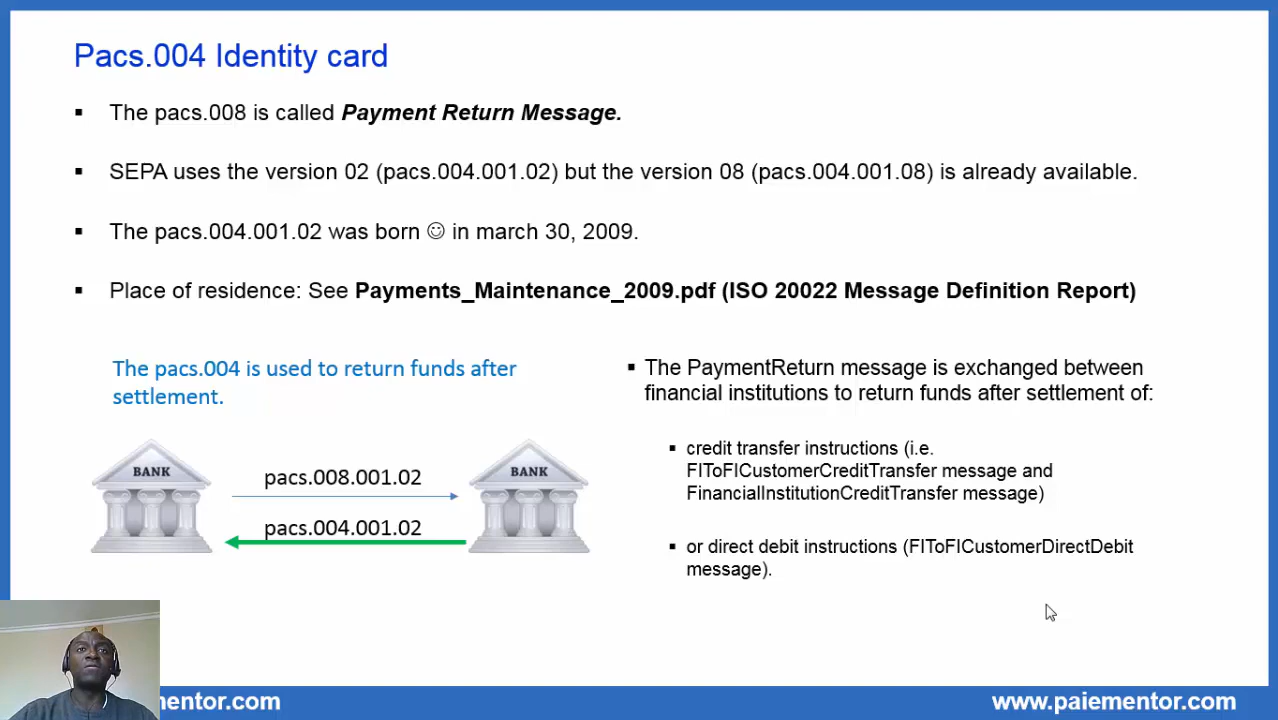 Pacs.004 Identity card
▪ The pacs.008 is called Payment Return Message.
▪ SEPA uses the version 02 (pacs.004.001.02) but the version 08 (pacs.004.001.08) is already available.
▪ The pacs.004.001.02 was born ☺ in march 30, 2009.
▪ Place of residence: See Payments_Maintenance_2009.pdf (ISO 20022 Message Definition Report)
The pacs.004 is used to return funds after
settlement.
BANK
pacs.008.001.02
BANK
pacs.004.001.02
▪ The PaymentReturn message is exchanged between
financial institutions to return funds after settlement of:
▪ credit transfer instructions (i.e.
FIToFICustomerCreditTransfer message and
FinancialInstitutionCreditTransfer message)
▪ or direct debit instructions (FIToFICustomerDirectDebit
message).
mentor.com
www.paiementor.com